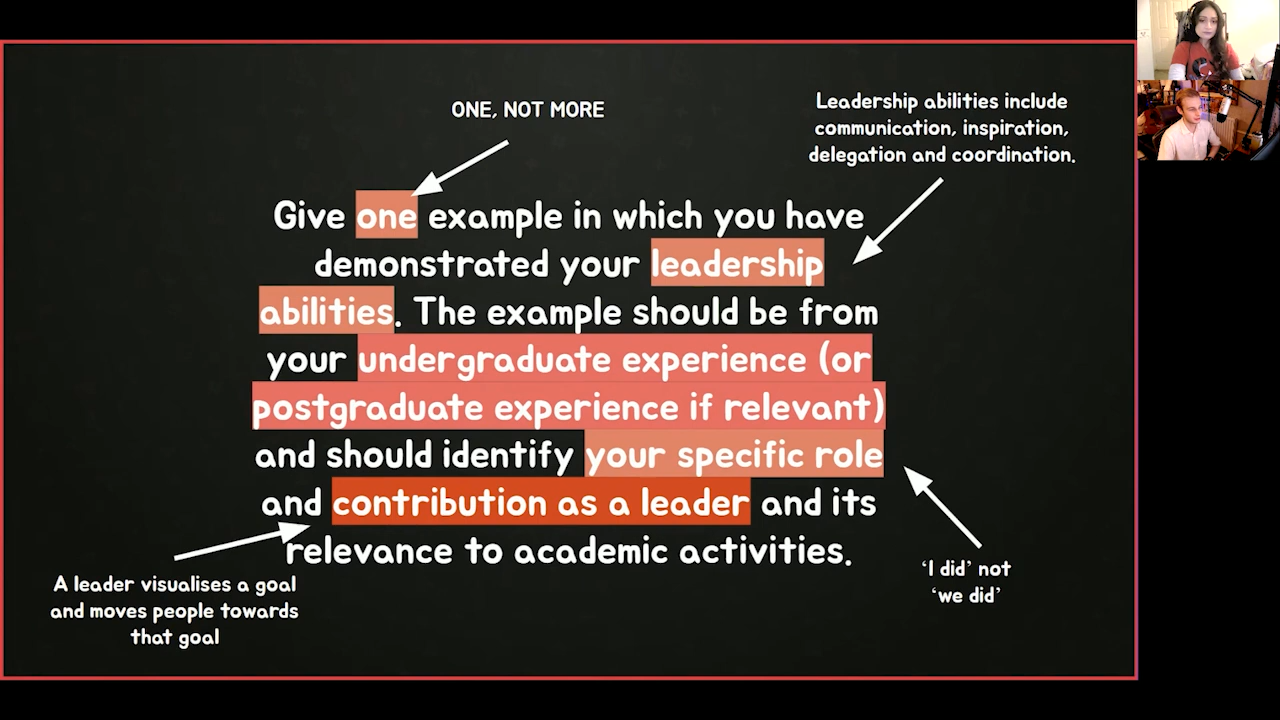 ONE, NOT MORE
Leadership abilities include
communication, inspiration,
delegation and coordination.
Give one example in which you have
demonstrated your leadership
abilities. The example should be from
your undergraduate experience (or
postgraduate experience if relevant)
and should identify your specific role
and contribution as a leader and its
relevance to academic activities.
A leader visualises a goal
and moves people towards
that goal
‘I did’ not
‘we did’